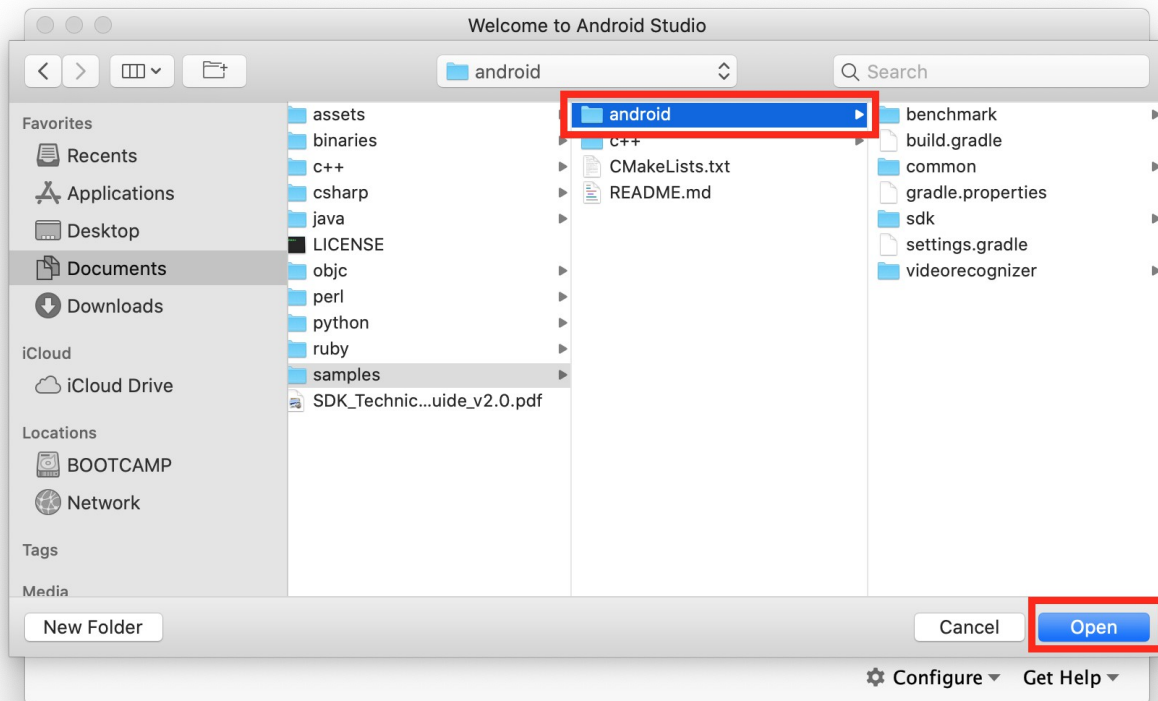 Welcome to Android Studio
android
Search
Favorites
Recents
Applications
Desktop
Documents
Downloads
iCloud
iCloud Drive
Locations
BOOTCAMP
Network
Tags
Media
assets
binaries
c++
csharp
java
LICENSE
objc
perl
python
ruby
samples
SDK_Technic...uide_v2.0.pdf
android
c++
CMakeLists.txt
README.md
benchmark
build.gradle
common
gradle.properties
sdk
settings.gradle
videorecognizer
New Folder
Cancel
Open
Configure
Get Help